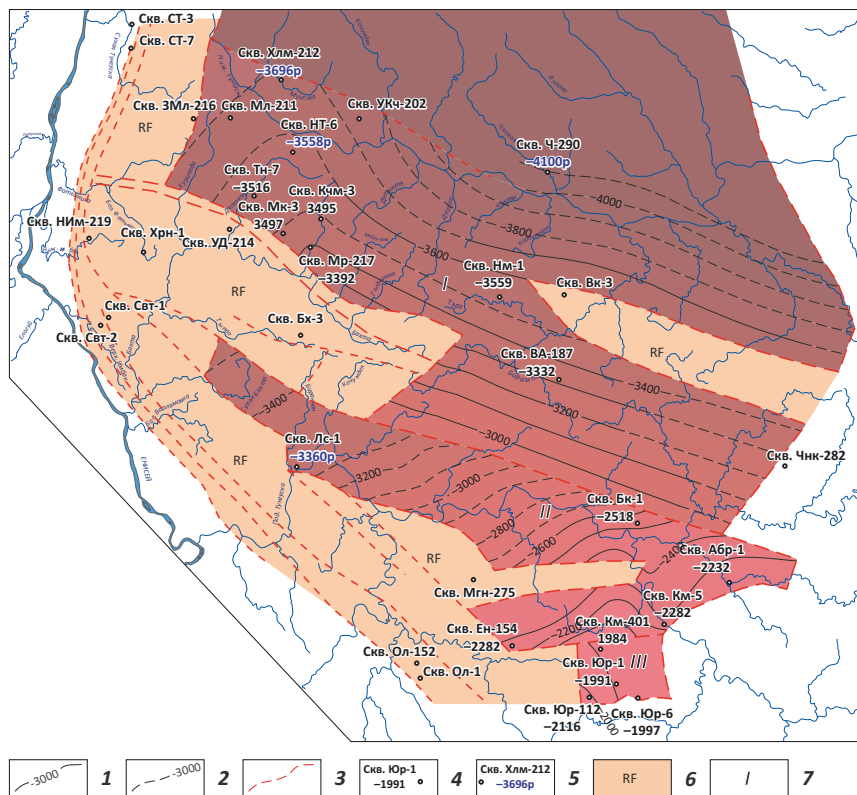 Скв. СТ-3
Скв. СТ-7
Скв. Хлм-212
–3696р
Скв. ЗМл-216
Скв. Мл-211
Скв. УКч-202
RF
Скв. НТ-6
–3558р
Скв. Ч-290
–4100р
Скв. Тн-7
–3516
Скв. Кчм-3
3495
Скв. Мк-3
3497
–4000
–3800
–3600
Скв. НИм-219
Скв. Хрн-1
Скв. УД-214
Скв. Мр-217
–3392
I
Скв. Нм-1
–3559
Скв. Вк-3
RF
Скв. Свт-1
Скв. Свт-2
Скв. Бх-3
Бахта
RF
Скв. ВА-187
–3332
–3400
–3200
–3000
–3400
ЕНИСЕЙ
RF
Скв. Лс-1
–3360р
–3200
–3000
Скв. Чнк-282
–2800
II
–2600
Скв. Бк-1
–2518
–2400
Скв. Абр-1
–2232
RF
Скв. Мгн-275
Скв. Км-5
–2282
Скв. Ен-154
–2282
–2200
Скв. Км-401
1984
Скв. Юр-1
–1991
III
Скв. Ол-152
Скв. Ол-1
Скв. Юр-112
–2116
–2000
Скв. Юр-6
–1997
–3000
1
–3000
2
3
Скв. Юр-1
–1991
4
Скв. Хлм-212
–3696р
5
RF
6
I
7